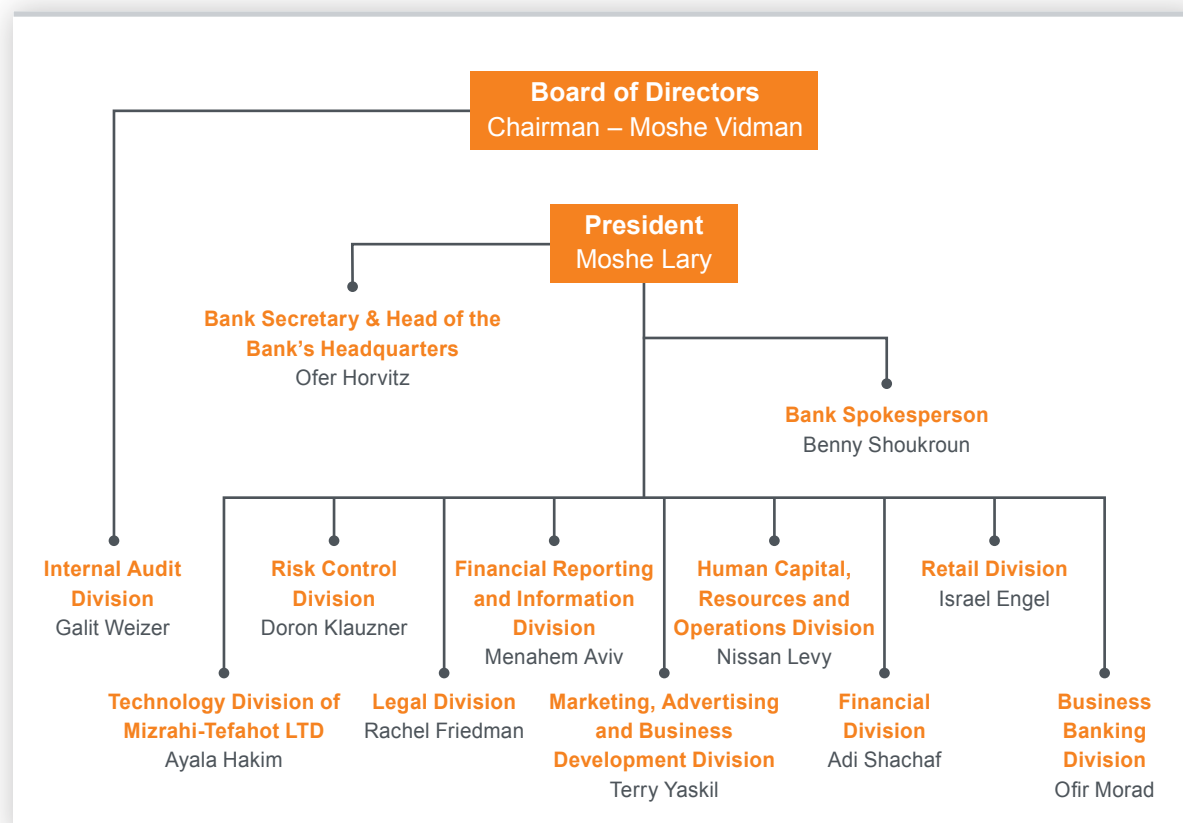 Board of Directors
Chairman – Moshe Vidman
President
Moshe Lary
Bank Secretary & Head of the
Bank’s Headquarters
Ofer Horvitz
Bank Spokesperson
Benny Shoukroun
Internal Audit
Division
Galit Weizer
Risk Control
Division
Doron Klauzner
Financial Reporting
and Information
Division
Menahem Aviv
Human Capital,
Resources and
Operations Division
Nissan Levy
Retail Division
Israel Engel
Technology Division of
Mizrahi-Tefahot LTD
Ayala Hakim
Legal Division
Rachel Friedman
Marketing, Advertising
and Business
Development Division
Terry Yaskil
Financial
Division
Adi Shachaf
Business
Banking
Division
Ofir Morad